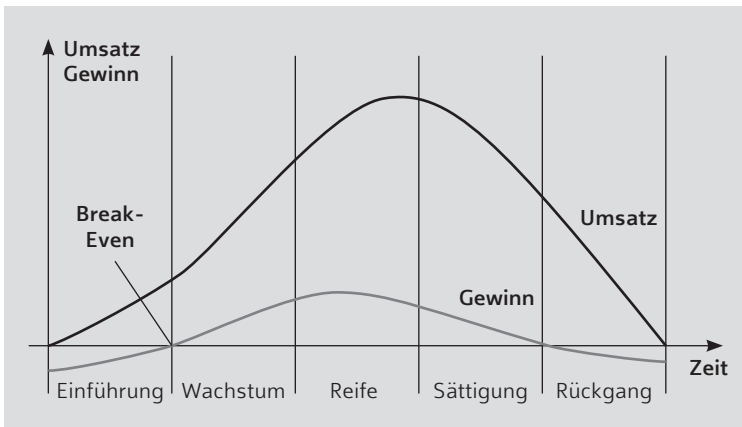 Umsatz
Gewinn
Break-
Even
Umsatz
Gewinn
Zeit
Einführung
Wachstum
Reife
Sättigung
Rückgang